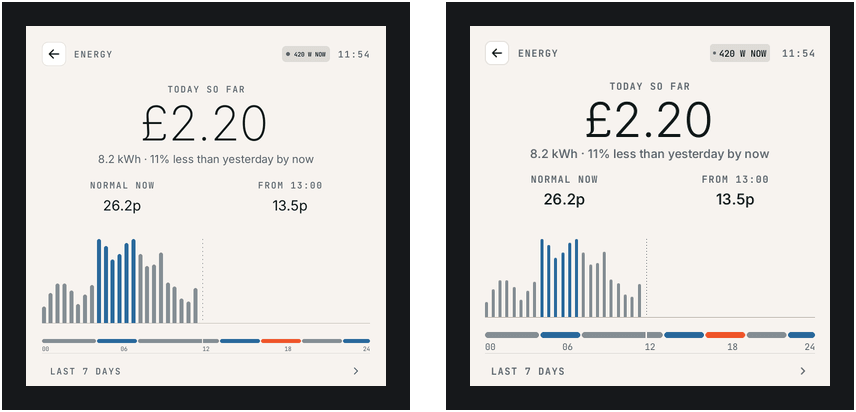 ENERGY
420 W NOW
11:54
TODAY SO FAR
£2.20
8.2 kWh · 11% less than yesterday by now
NORMAL NOW
FROM 13:00
26.2p
13.5p
00 06 12 18 24
LAST 7 DAYS
ENERGY
420 W NOW
11:54
TODAY SO FAR
£2.20
8.2 kWh · 11% less than yesterday by now
NORMAL NOW
FROM 13:00
26.2p
13.5p
00 06 12 18 24
LAST 7 DAYS